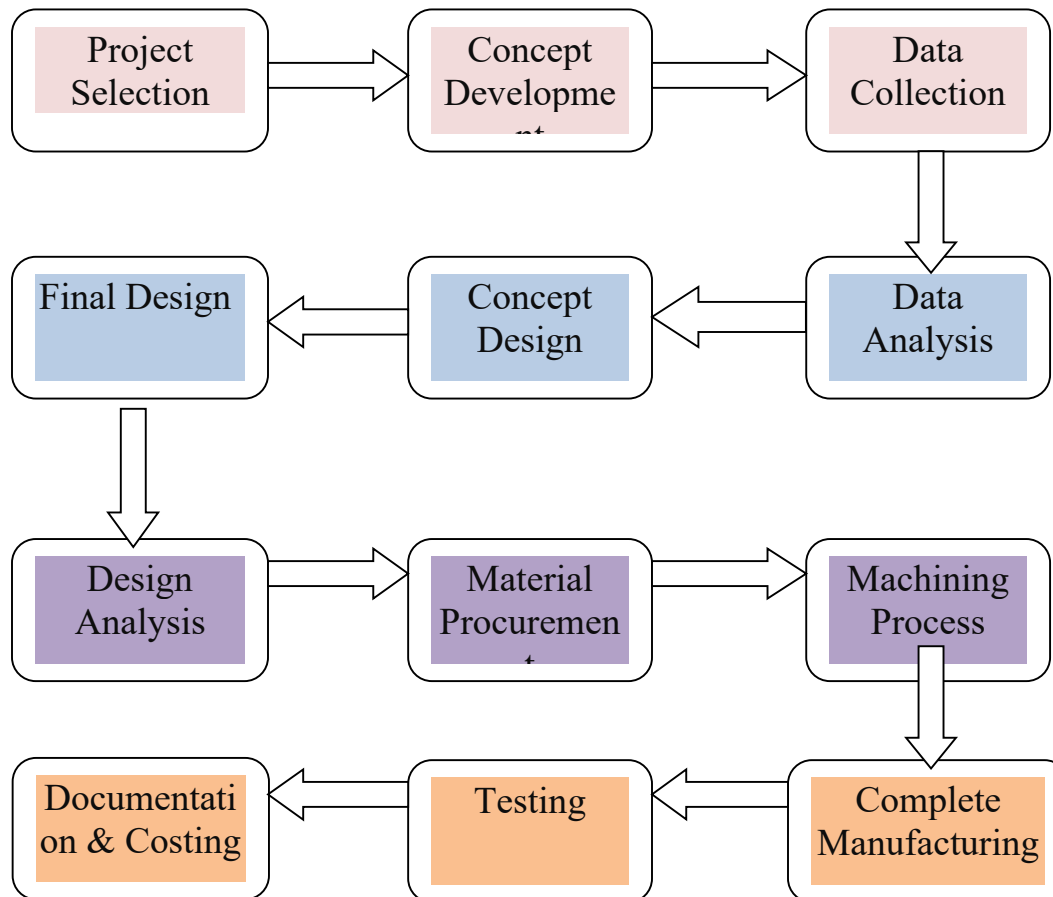 Project
Selection
Concept
Developme
nt
Data
Collection
Final Design
Concept
Design
Data
Analysis
Design
Analysis
Material
Procuremen
t
Machining
Process
Documentati
on & Costing
Testing
Complete
Manufacturing